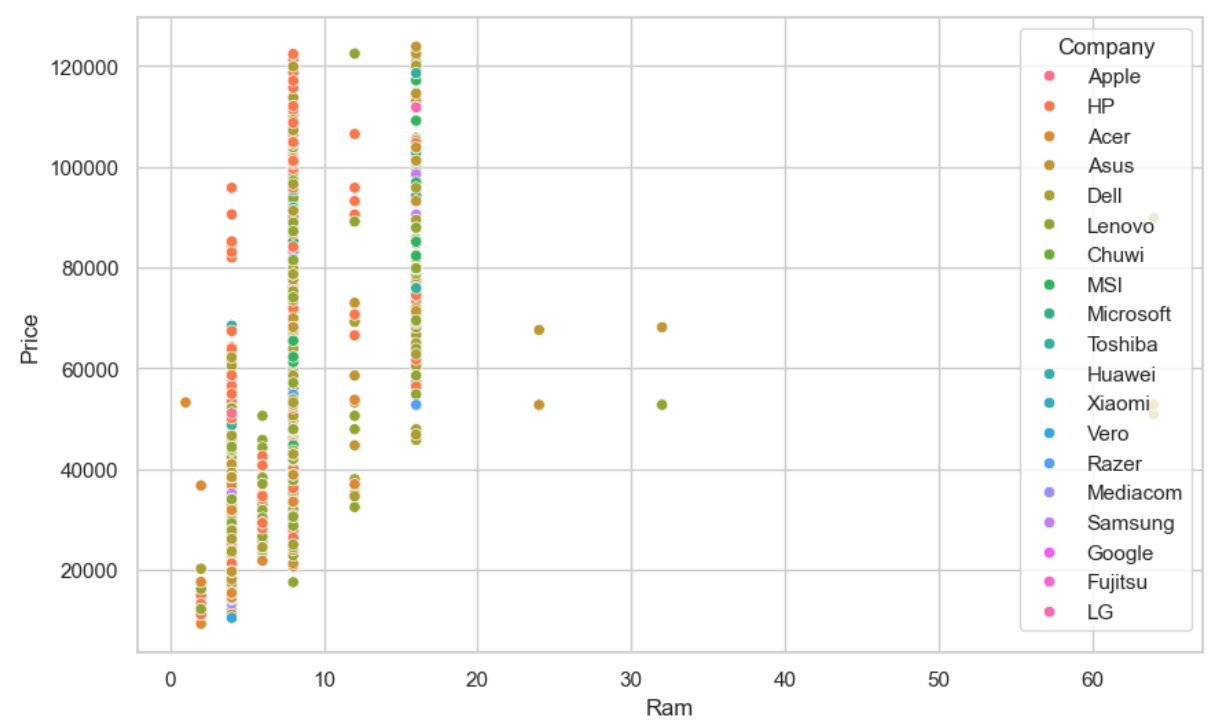 120000
100000
80000
60000
40000
20000
Price
0
10
20
30
40
50
60
Ram
Company
Apple
HP
Acer
Asus
Dell
Lenovo
Chuwi
MSI
Microsoft
Toshiba
Huawei
Xiaomi
Vero
Razer
Mediacom
Samsung
Google
Fujitsu
LG